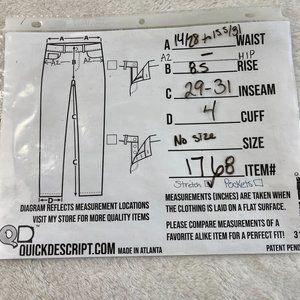 A 14/28 WAIST
A2 — HIP
B 8.5 RISE
C 29-31 INSEAM
D 4 CUFF
No size SIZE
1768 ITEM#
Stretch Pockets
A
A2
B
C
D
DIAGRAM REFLECTS MEASUREMENT LOCATIONS
VISIT MY STORE FOR MORE QUALITY ITEMS
QD QUICKDESCRIPT.COM MADE IN ATLANTA
MEASUREMENTS (INCHES) ARE TAKEN WHEN
THE CLOTHING IS LAID ON A FLAT SURFACE.
PLEASE COMPARE MEASUREMENTS OF A
FAVORITE ALIKE ITEM FOR A PERFECT FIT!
PATENT PEND